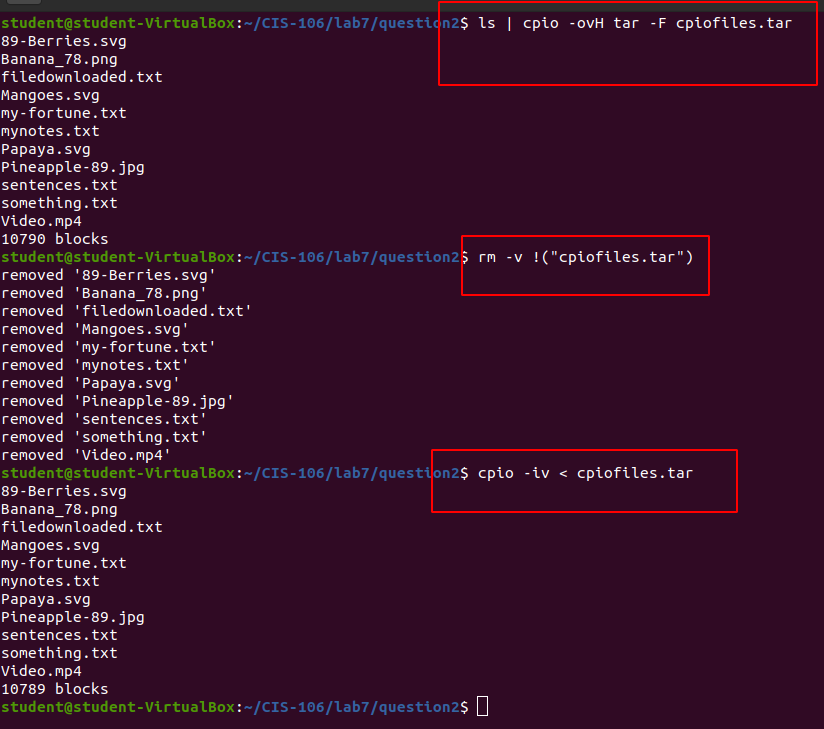 student@student-VirtualBox:~/CIS-106/lab7/question2$ ls | cpio -ovH tar -F cpiofiles.tar
89-Berries.svg
Banana_78.png
filedownloaded.txt
Mangoes.svg
my-fortune.txt
mynotes.txt
Papaya.svg
Pineapple-89.jpg
sentences.txt
something.txt
Video.mp4
10790 blocks
student@student-VirtualBox:~/CIS-106/lab7/question2$ rm -v !("cpiofiles.tar")
removed '89-Berries.svg'
removed 'Banana_78.png'
removed 'filedownloaded.txt'
removed 'Mangoes.svg'
removed 'my-fortune.txt'
removed 'mynotes.txt'
removed 'Papaya.svg'
removed 'Pineapple-89.jpg'
removed 'sentences.txt'
removed 'something.txt'
removed 'Video.mp4'
student@student-VirtualBox:~/CIS-106/lab7/question2$ cpio -iv < cpiofiles.tar
89-Berries.svg
Banana_78.png
filedownloaded.txt
Mangoes.svg
my-fortune.txt
mynotes.txt
Papaya.svg
Pineapple-89.jpg
sentences.txt
something.txt
Video.mp4
10789 blocks
student@student-VirtualBox:~/CIS-106/lab7/question2$